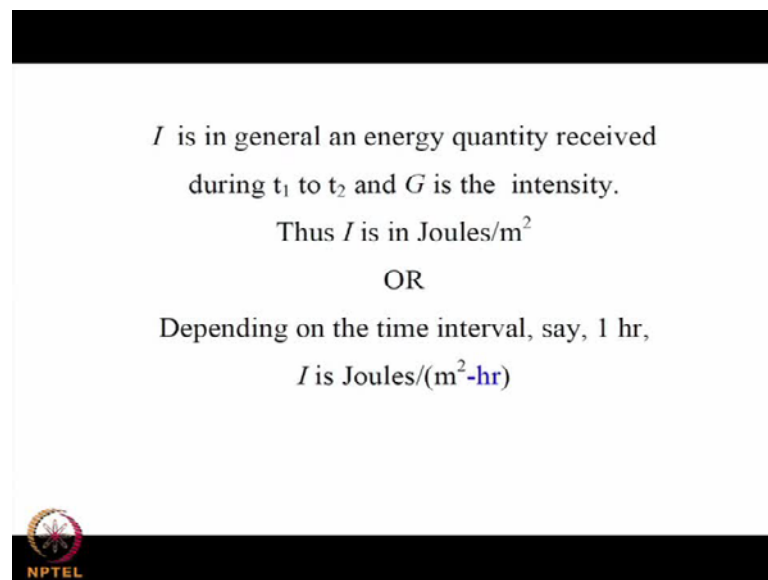 I is in general an energy quantity received
during t₁ to t₂ and G is the intensity.
Thus I is in Joules/m²
OR
Depending on the time interval, say, 1 hr,
I is Joules/(m²-hr)
NPTEL